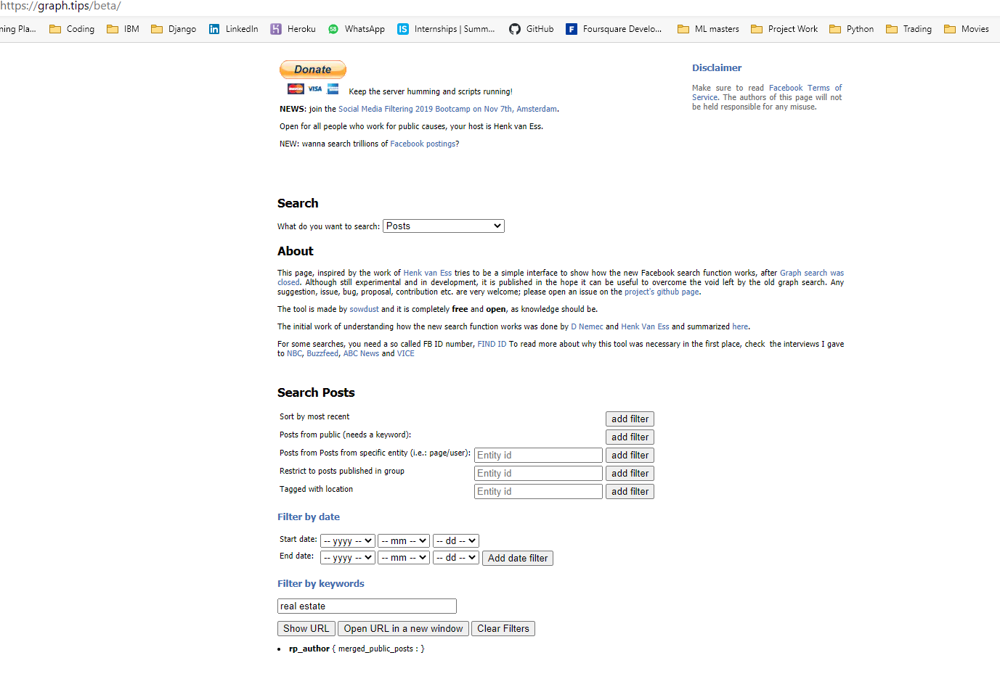 https://graph.tips/beta/
ning Pla... Coding IBM Django LinkedIn Heroku WhatsApp Internships | Summ... GitHub Foursquare Develo... ML masters Project Work Python Trading Movies
Donate
VISA
Keep the server humming and scripts running!
NEWS: join the Social Media Filtering 2019 Bootcamp on Nov 7th, Amsterdam.
Open for all people who work for public causes, your host is Henk van Ess.
NEW: wanna search trillions of Facebook postings?
Disclaimer
Make sure to read Facebook Terms of
Service. The authors of this page will not
be held responsible for any misuse.
Search
What do you want to search: Posts
About
This page, inspired by the work of Henk van Ess tries to be a simple interface to show how the new Facebook search function works, after Graph search was
closed. Although still experimental and in development, it is published in the hope it can be useful to overcome the void left by the old graph search. Any
suggestion, issue, bug, proposal, contribution etc. are very welcome; please open an issue on the project's github page.
The tool is made by sowdust and it is completely free and open, as knowledge should be.
The initial work of understanding how the new search function works was done by D Nemec and Henk Van Ess and summarized here.
For some searches, you need a so called FB ID number, FIND ID To read more about why this tool was necessary in the first place, check the interviews I gave
to NBC, Buzzfeed, ABC News and VICE
Search Posts
Sort by most recent add filter
Posts from public (needs a keyword): add filter
Posts from Posts from specific entity (i.e.: page/user): Entity id add filter
Restrict to posts published in group Entity id add filter
Tagged with location Entity id add filter
Filter by date
Start date: -- yyyy -- -- mm -- -- dd --
End date: -- yyyy -- -- mm -- -- dd -- Add date filter
Filter by keywords
real estate
Show URL Open URL in a new window Clear Filters
• rp_author { merged_public_posts : }